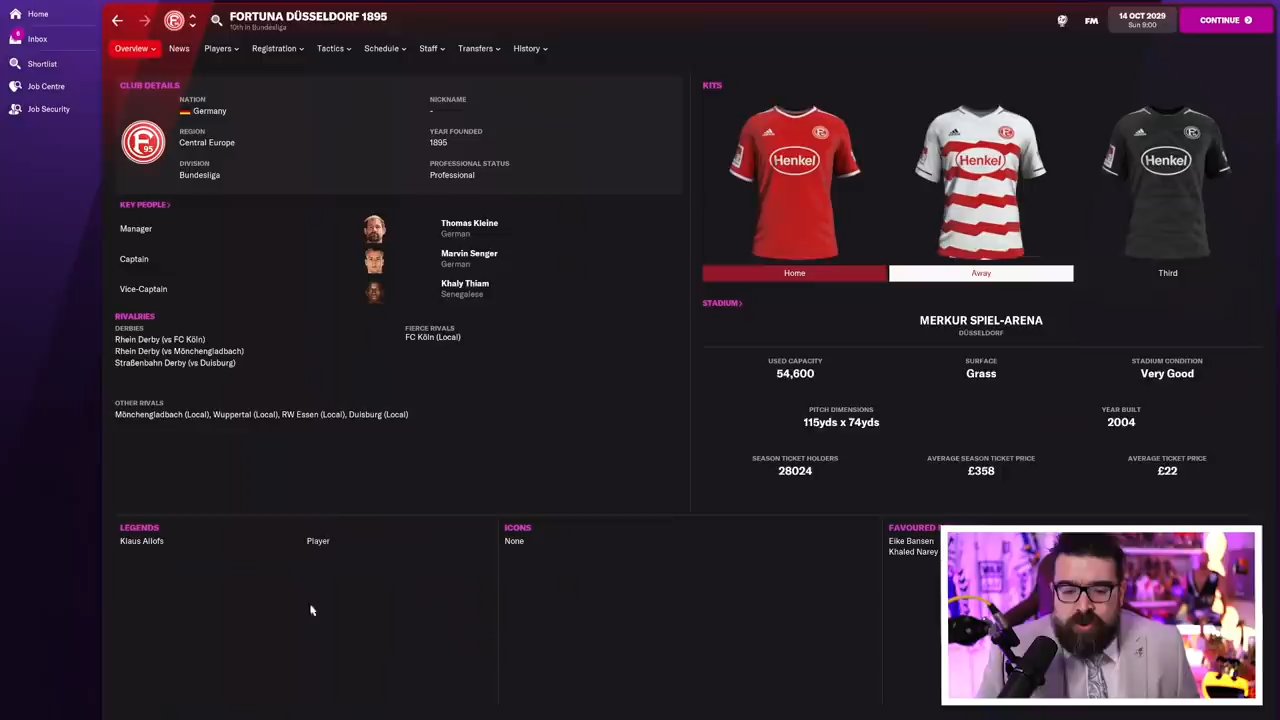 Home
Inbox
6
Shortlist
Job Centre
Job Security
FORTUNA DÜSSELDORF 1895
10th in Bundesliga
FM
14 OCT 2029
Sun 9:00
CONTINUE
Overview
News
Players
Registration
Tactics
Schedule
Staff
Transfers
History
CLUB DETAILS
NATION
Germany
NICKNAME
-
REGION
Central Europe
YEAR FOUNDED
1895
DIVISION
Bundesliga
PROFESSIONAL STATUS
Professional
F
95
KEY PEOPLE
Manager
Thomas Kleine
German
Captain
Marvin Senger
German
Vice-Captain
Khaly Thiam
Senegalese
RIVALRIES
DERBIES
Rhein Derby (vs FC Köln)
Rhein Derby (vs Mönchengladbach)
Straßenbahn Derby (vs Duisburg)
FIERCE RIVALS
FC Köln (Local)
OTHER RIVALS
Mönchengladbach (Local), Wuppertal (Local), RW Essen (Local), Duisburg (Local)
KITS
Henkel
Henkel
Henkel
Home
Away
Third
STADIUM
MERKUR SPIEL-ARENA
DÜSSELDORF
USED CAPACITY
54,600
SURFACE
Grass
STADIUM CONDITION
Very Good
PITCH DIMENSIONS
115yds x 74yds
YEAR BUILT
2004
SEASON TICKET HOLDERS
28024
AVERAGE SEASON TICKET PRICE
£358
AVERAGE TICKET PRICE
£22
LEGENDS
Klaus Allofs
Player
ICONS
None
FAVOURED
Eike Bansen
Khaled Narey